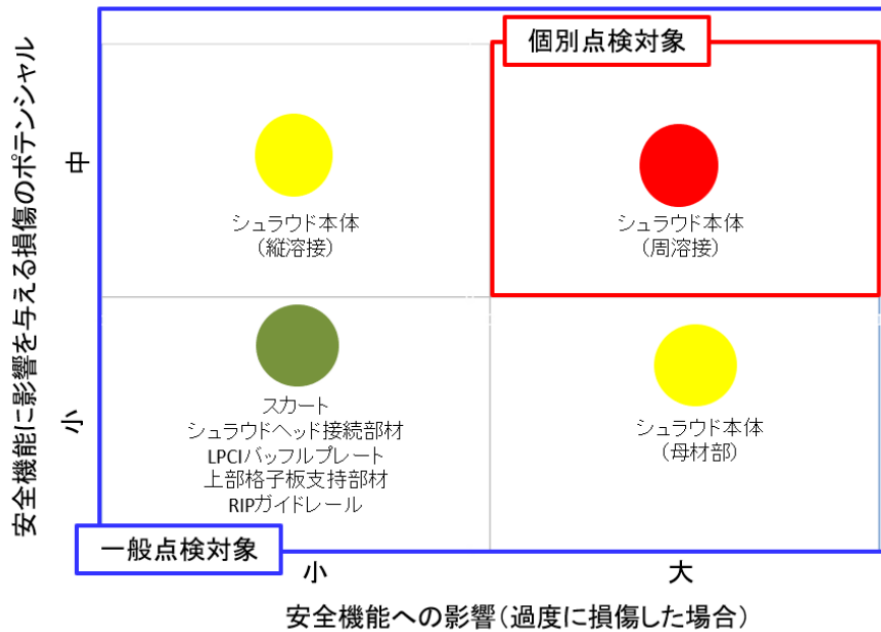 個別点検対象
安全機能に影響を与える損傷のポテンシャル
中
シュラウド本体
（縦溶接）
シュラウド本体
（周溶接）
小
スカート
シュラウドヘッド接続部材
LPCIバッフルプレート
上部格子板支持部材
RIPガイドレール
シュラウド本体
（母材部）
一般点検対象
小
大
安全機能への影響（過度に損傷した場合）